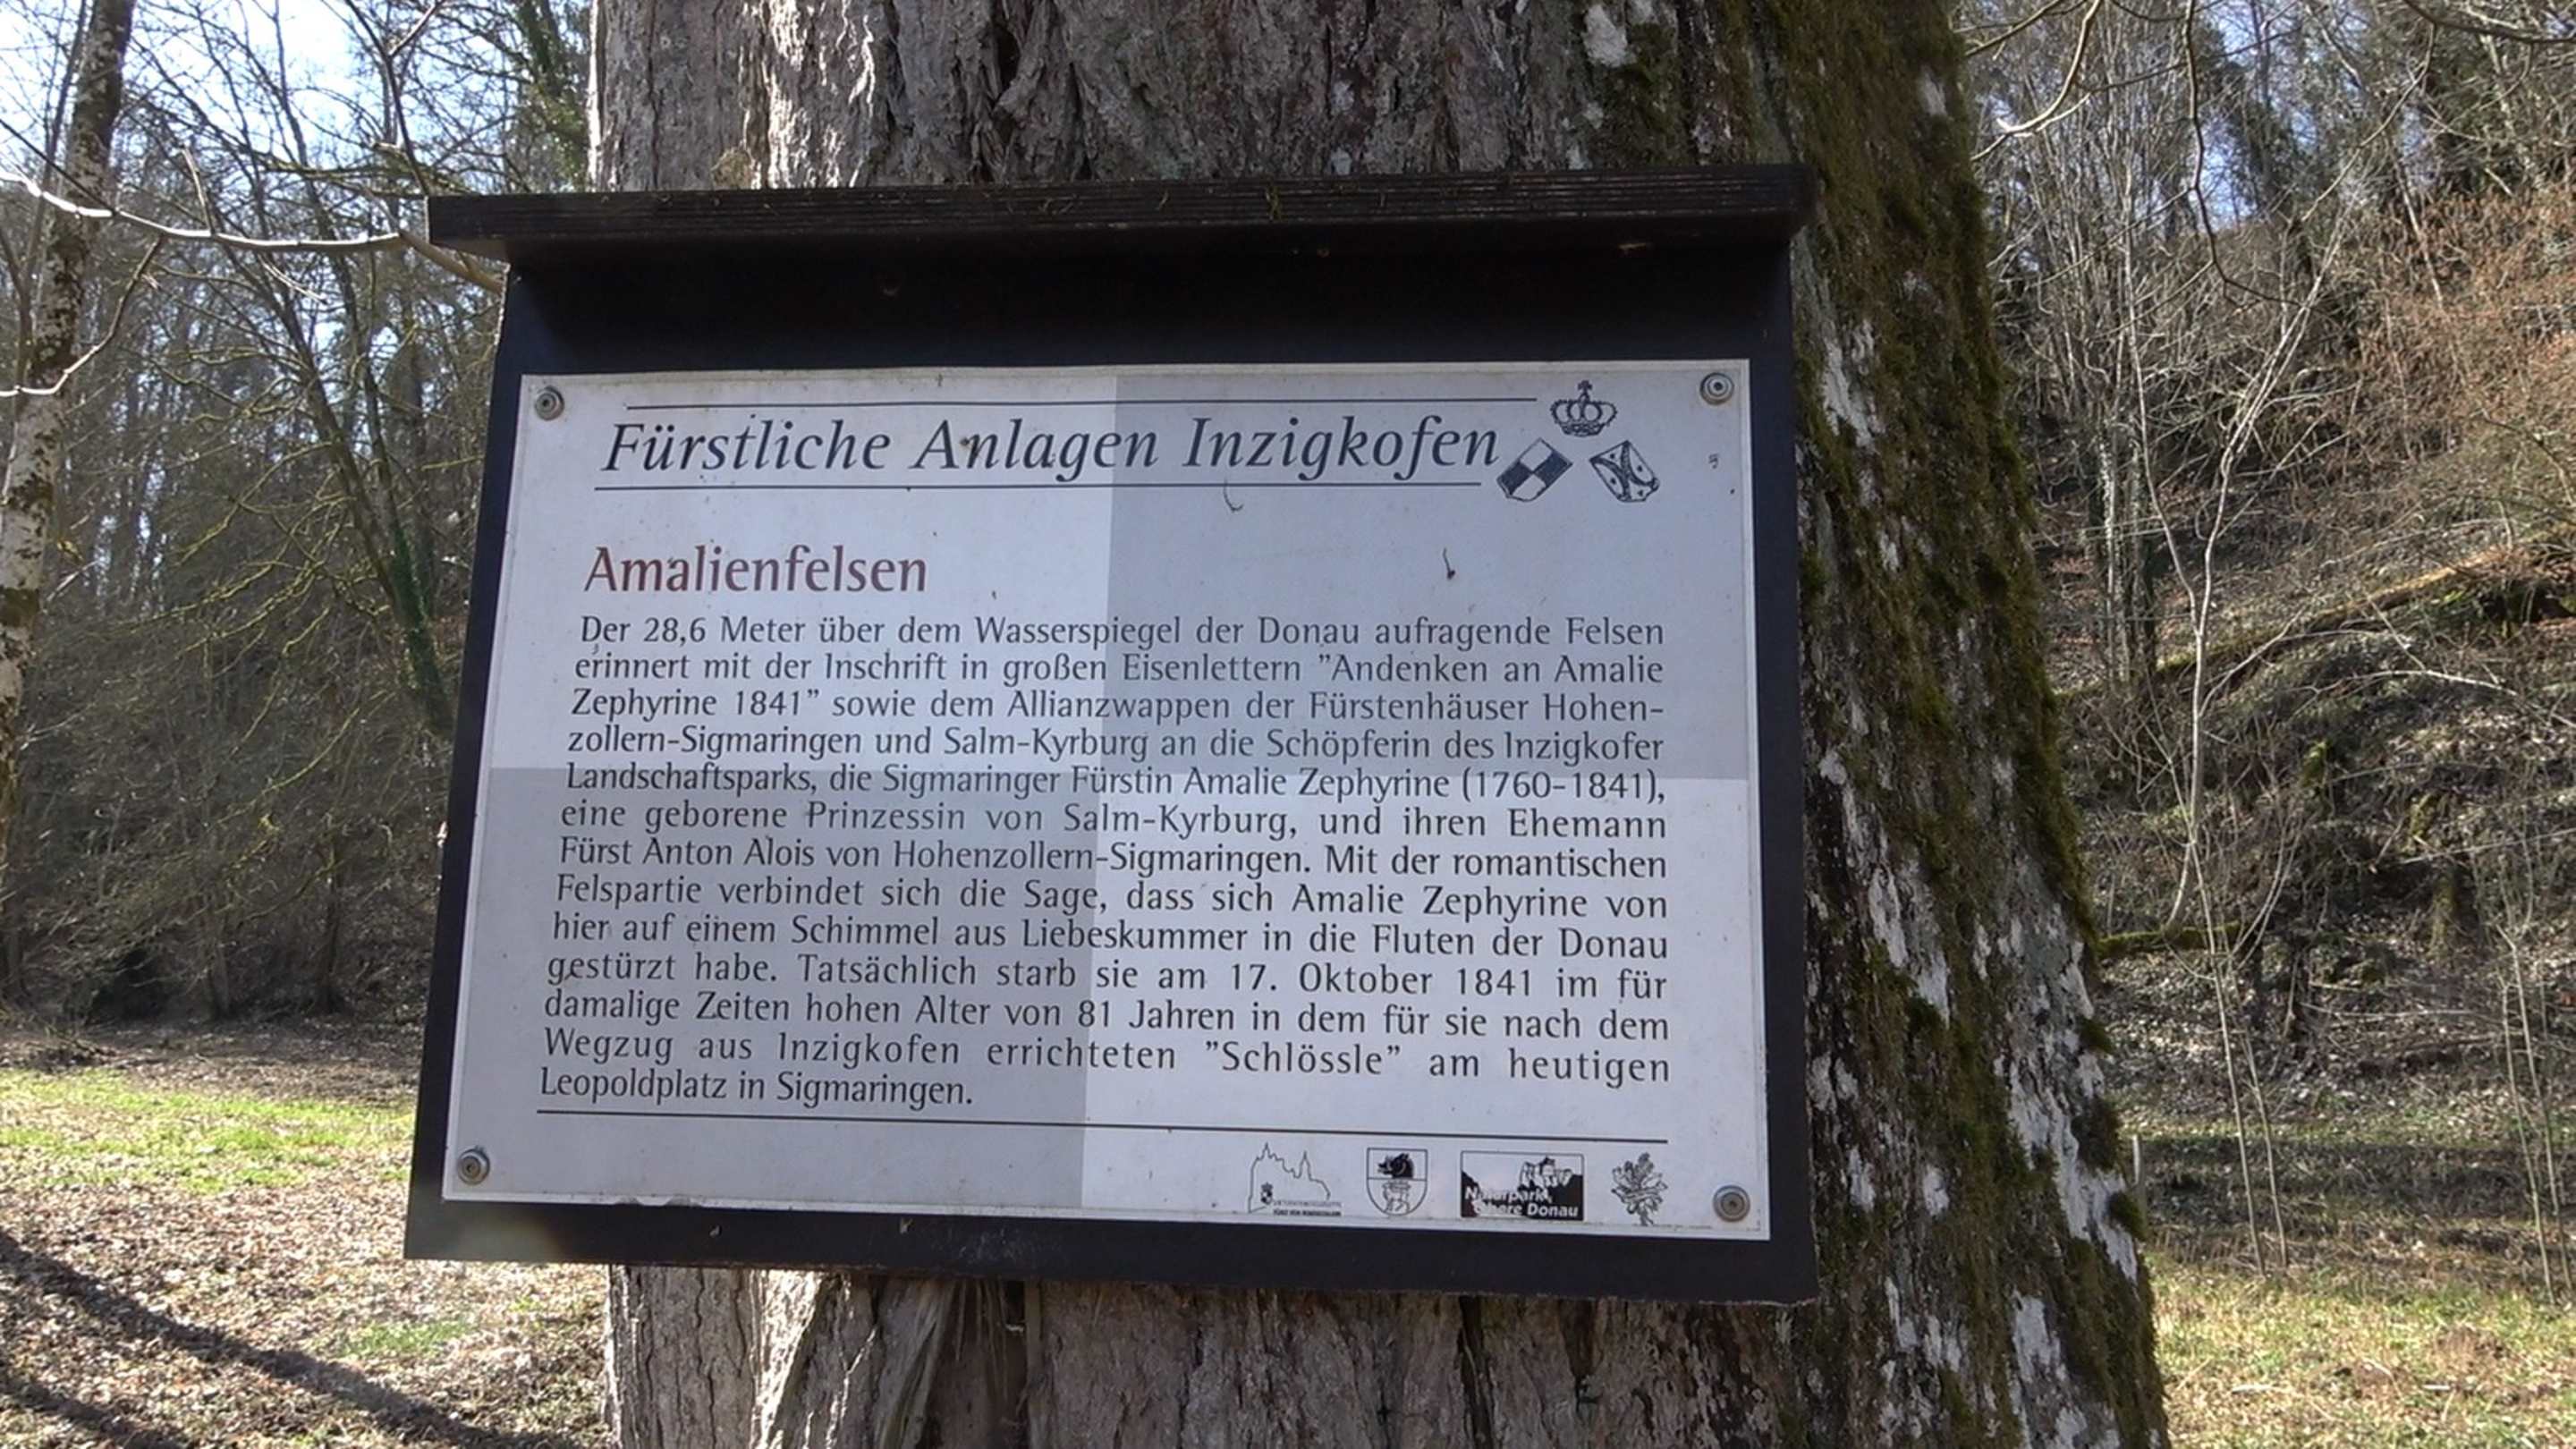 Fürstliche Anlagen Inzigkofen
Amalienfelsen
Der 28,6 Meter über dem Wasserspiegel der Donau aufragende Felsen
erinnert mit der Inschrift in großen Eisenlettern "Andenken an Amalie
Zephyrine 1841" sowie dem Allianzwappen der Fürstenhäuser Hohen-
zollern-Sigmaringen und Salm-Kyrburg an die Schöpferin des Inzigkofer
Landschaftsparks, die Sigmaringer Fürstin Amalie Zephyrine (1760-1841),
eine geborene Prinzessin von Salm-Kyrburg, und ihren Ehemann
Fürst Anton Alois von Hohenzollern-Sigmaringen. Mit der romantischen
Felspartie verbindet sich die Sage, dass sich Amalie Zephyrine von
hier auf einem Schimmel aus Liebeskummer in die Fluten der Donau
gestürzt habe. Tatsächlich starb sie am 17. Oktober 1841 im für
damalige Zeiten hohen Alter von 81 Jahren in dem für sie nach dem
Wegzug aus Inzigkofen errichteten "Schlössle" am heutigen
Leopoldplatz in Sigmaringen.
Naturpark
Obere Donau